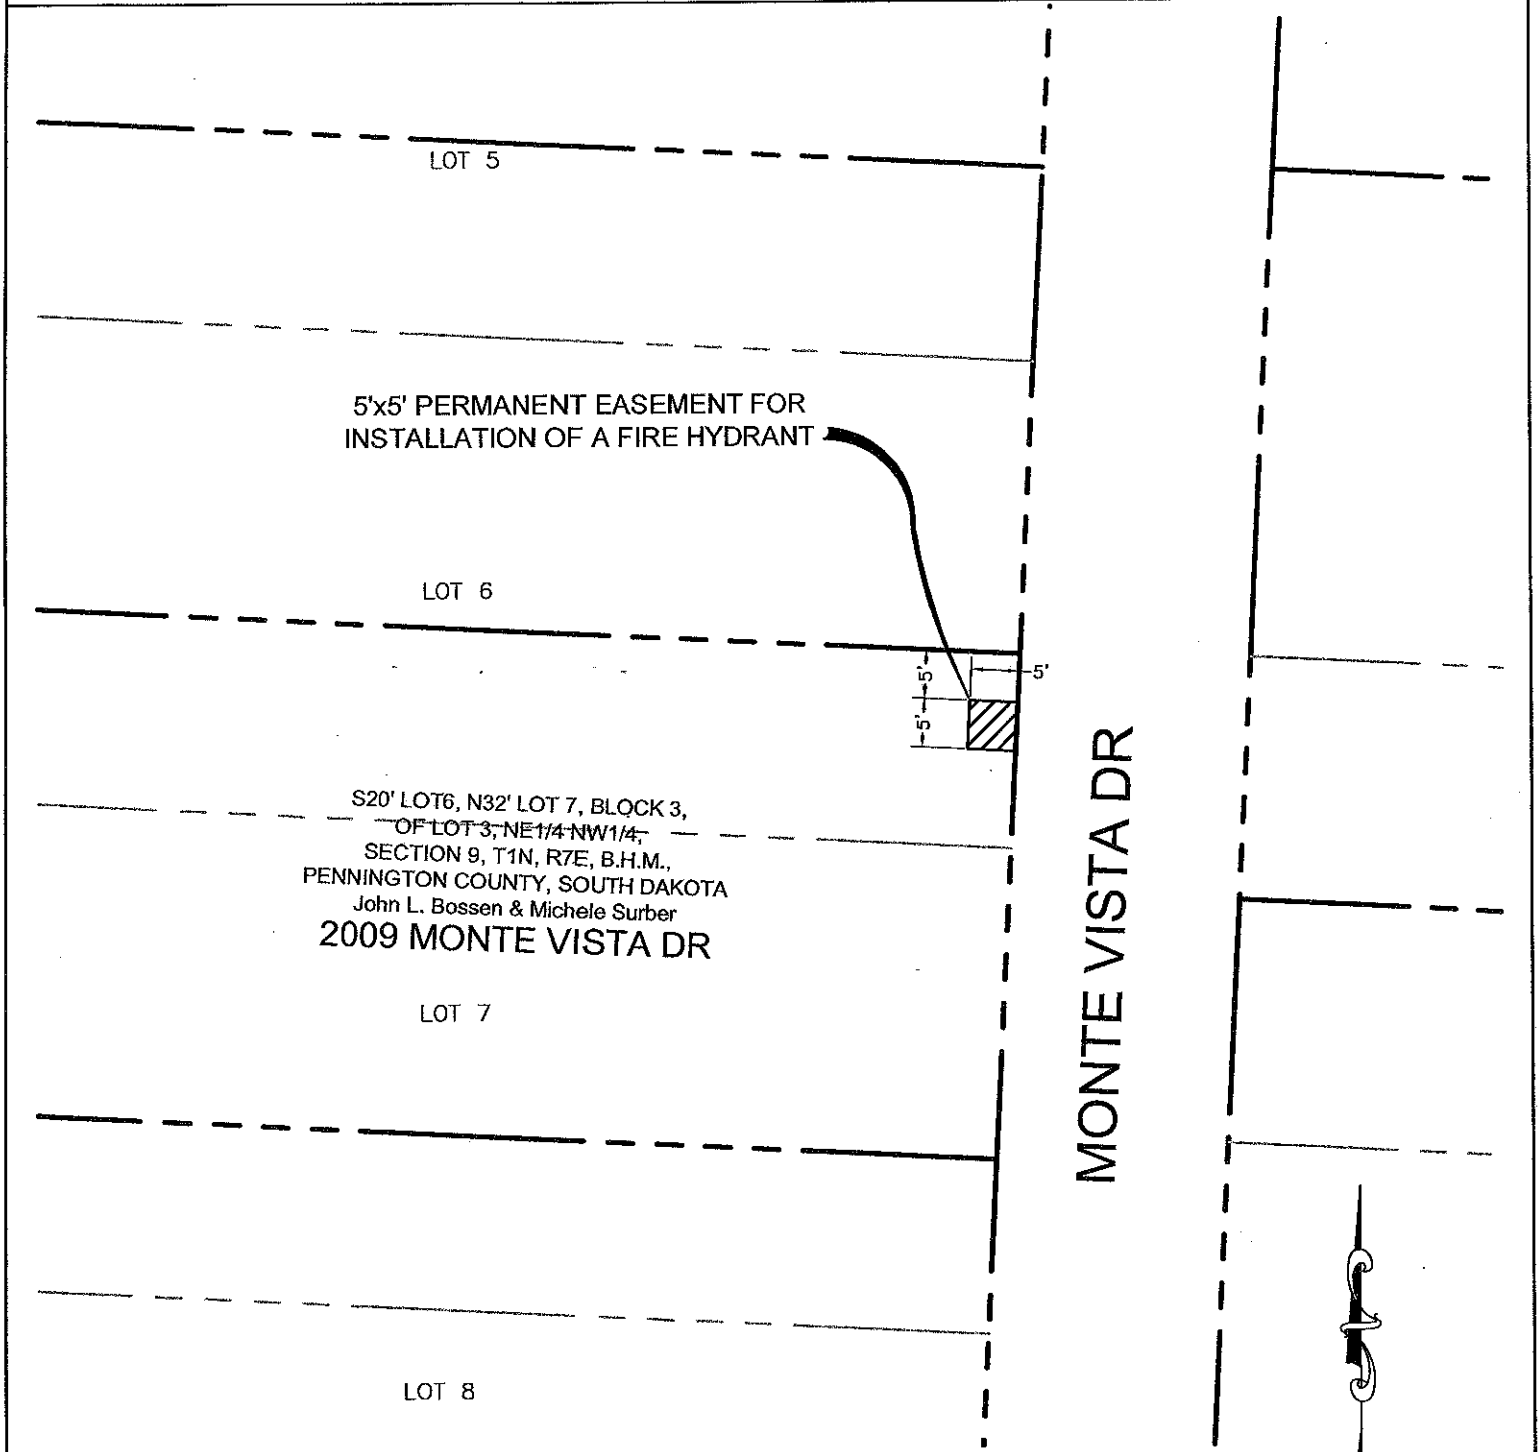 LOT 5
5'x5' PERMANENT EASEMENT FOR
INSTALLATION OF A FIRE HYDRANT
LOT 6
5'
5'
5'
S20' LOT6, N32' LOT 7, BLOCK 3,
OF LOT 3, NE1/4 NW1/4,
SECTION 9, T1N, R7E, B.H.M.,
PENNINGTON COUNTY, SOUTH DAKOTA
John L. Bossen & Michele Surber
2009 MONTE VISTA DR
MONTE VISTA DR
LOT 7
LOT 8